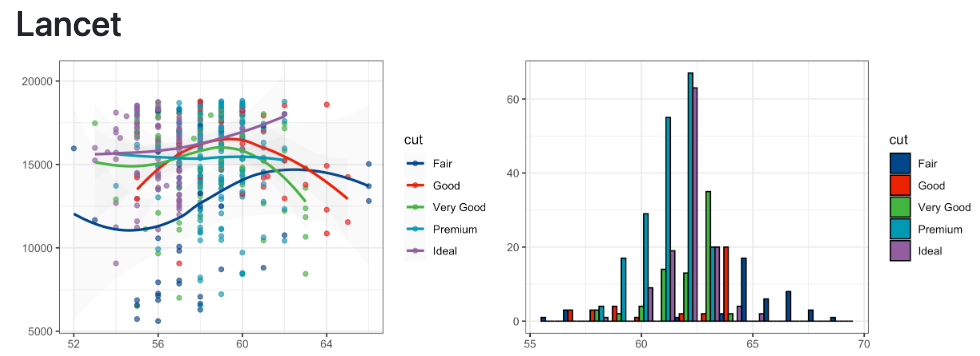 Lancet
20000
15000
10000
5000
52
56
60
64
cut
Fair
Good
Very Good
Premium
Ideal
60
40
20
0
55
60
65
70
cut
Fair
Good
Very Good
Premium
Ideal